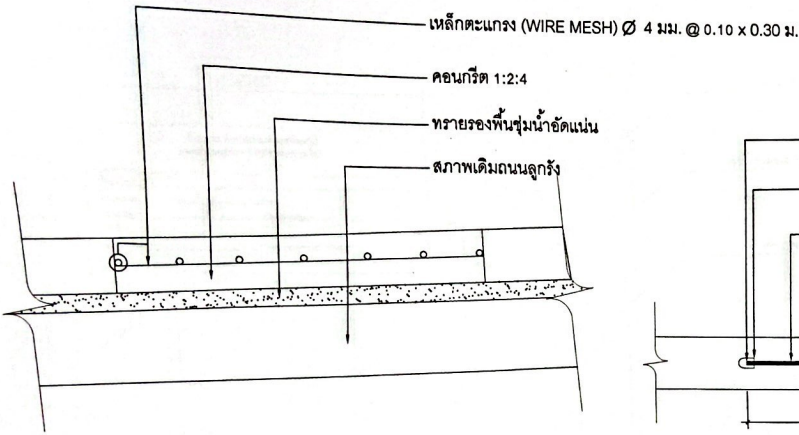 เหล็กตะแกรง (WIRE MESH) Ø 4 มม. @ 0.10 x 0.30 ม.
คอนกรีต 1:2:4
ทรายรองพื้นชุ่มน้ำอัดแน่น
สภาพเดิมถนนลูกรัง